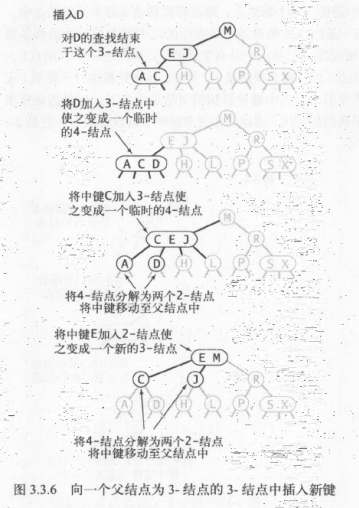 插入D
M
对D的查找结束
于这个3-结点
E J
R
A C
H
L
P
S X
将D加入3-结点中
使之变成一个临时
的4-结点
M
E J
R
A C D
H
L
P
S X
将中键C加入3-结点使
之变成一个临时的4-结点
M
C E J
R
A
D
H
L
P
S X
将4-结点分解为两个2-结点
将中键移动至父结点中
将中键E加入2-结点使
之变成一个新的3-结点
E M
C
J
R
A
D
H
L
P
S X
将4-结点分解为两个2-结点
将中键移动至父结点中
图 3.3.6 向一个父结点为 3- 结点的 3- 结点中插入新键